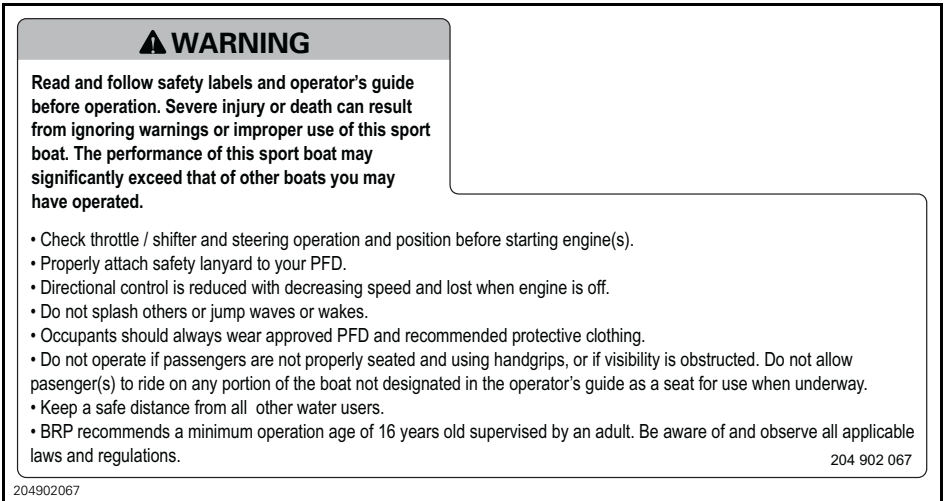 WARNING
Read and follow safety labels and operator’s guide
before operation. Severe injury or death can result
from ignoring warnings or improper use of this sport
boat. The performance of this sport boat may
significantly exceed that of other boats you may
have operated.
• Check throttle / shifter and steering operation and position before starting engine(s).
• Properly attach safety lanyard to your PFD.
• Directional control is reduced with decreasing speed and lost when engine is off.
• Do not splash others or jump waves or wakes.
• Occupants should always wear approved PFD and recommended protective clothing.
• Do not operate if passengers are not properly seated and using handgrips, or if visibility is obstructed. Do not allow
pasenger(s) to ride on any portion of the boat not designated in the operator’s guide as a seat for use when underway.
• Keep a safe distance from all  other water users.
• BRP recommends a minimum operation age of 16 years old supervised by an adult. Be aware of and observe all applicable
laws and regulations.
204 902 067
204902067